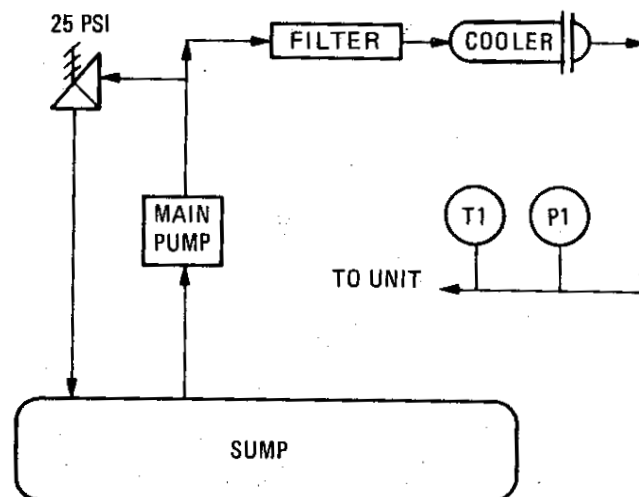 25 PSI
FILTER
COOLER
MAIN
PUMP
T1
P1
TO UNIT
SUMP